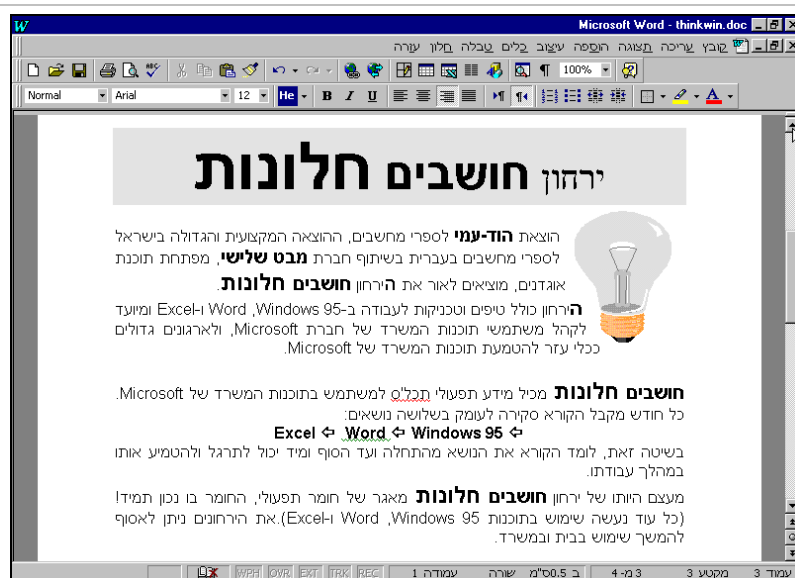 Microsoft Word - thinkwin.doc
קובץ עריכה תצוגה הוספה עיצוב כלים טבלה חלון עזרה
100%
Normal Arial 12 He B I U
ירחון חושבים חלונות
הוצאת הוד-עמי לספרי מחשבים, ההוצאה המקצועית והגדולה בישראל
לספרי מחשבים בעברית בשיתוף חברת מבט שלישי, מפתחת תוכנת
אוגדנים, מוציאים לאור את הירחון חושבים חלונות.
הירחון כולל טיפים וטכניקות לעבודה ב-Windows 95, Word ו-Excel ומיועד
לקהל משתמשי תוכנות המשרד של חברת Microsoft, ולארגונים גדולים
ככלי עזר להטמעת תוכנות המשרד של Microsoft.
חושבים חלונות מכיל מידע תפעולי תכל'ס למשתמש בתוכנות המשרד של Microsoft.
כל חודש מקבל הקורא סקירה לעומק בשלושה נושאים:
⇦ Windows 95 ⇦ Word ⇦ Excel
בשיטה זאת, לומד הקורא את הנושא מהתחלה ועד הסוף ומיד יכול לתרגל ולהטמיע אותו
במהלך עבודתו.
מעצם היותו של ירחון חושבים חלונות מאגר של חומר תפעולי, החומר בו נכון תמיד!
(כל עוד נעשה שימוש בתוכנות Windows 95, Word ו-Excel).את הירחונים ניתן לאסוף
להמשך שימוש בבית ובמשרד.
עמוד 3 מקטע 3 3 מ- 4 ב 0.5ס"מ שורה עמודה 1 REC TRK EXT OVR WPH